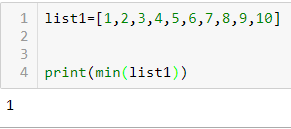 1 list1=[1,2,3,4,5,6,7,8,9,10]
2
3
4 print(min(list1))
1